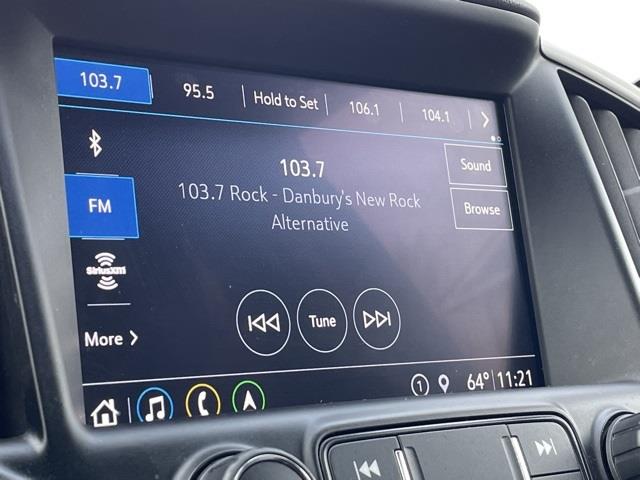 103.7 95.5 Hold to Set 106.1 104.1
103.7
Sound
103.7 Rock - Danbury's New Rock
Alternative
FM
Browse
SiriusXM
Tune
More
1 64° 11:21